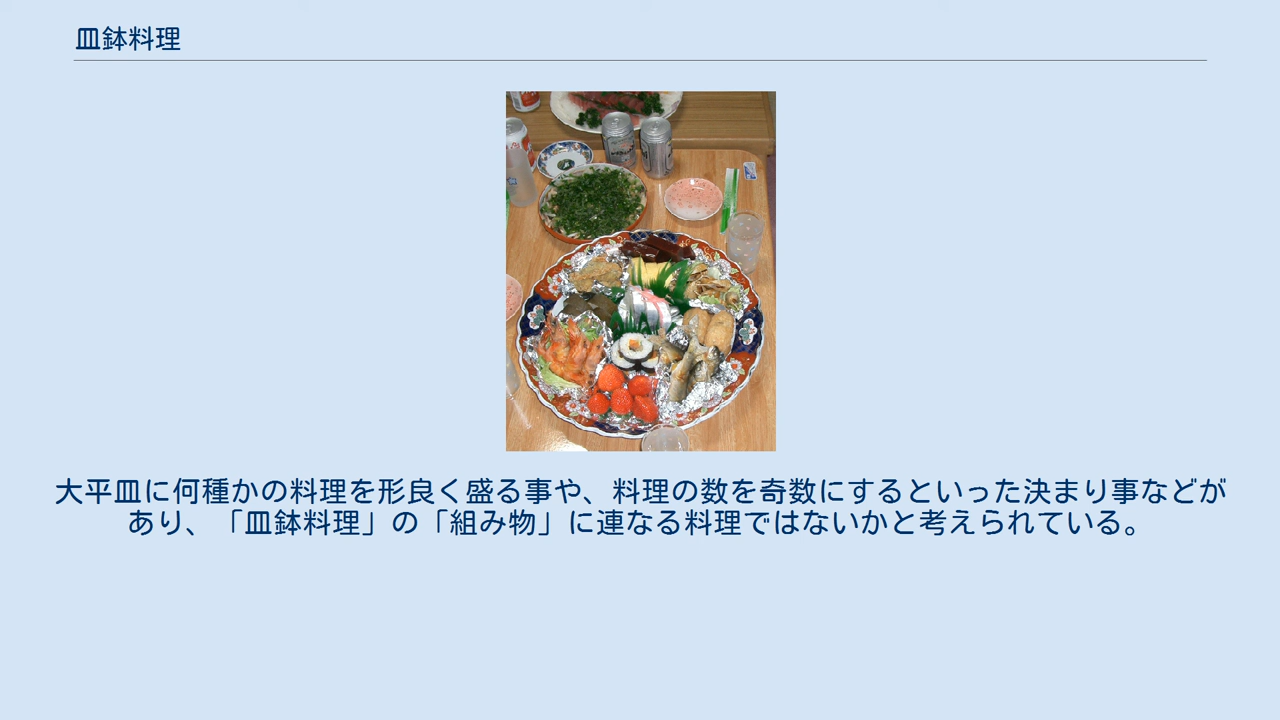 皿鉢料理
大平皿に何種かの料理を形良く盛る事や、料理の数を奇数にするといった決まり事などが
あり、「皿鉢料理」の「組み物」に連なる料理ではないかと考えられている。